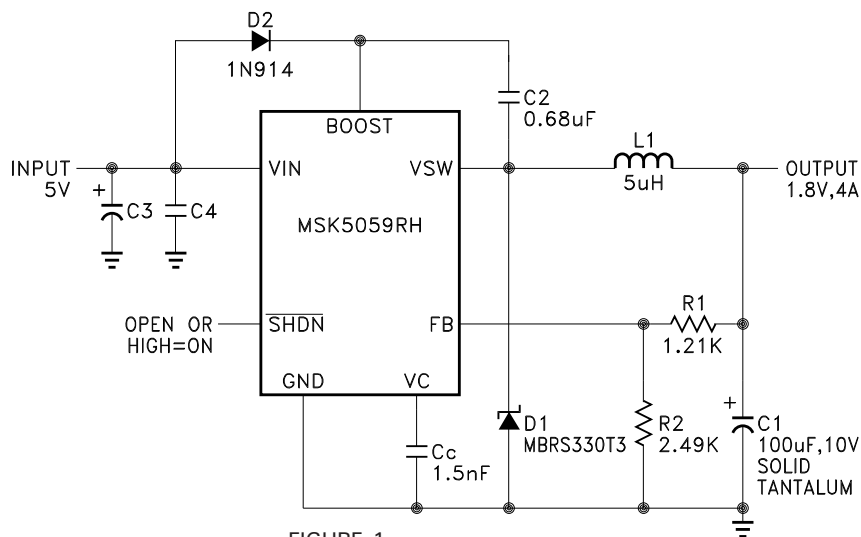 D2
1N914
BOOST
C2
0.68uF
L1
5uH
INPUT
5V
VIN
VSW
OUTPUT
1.8V,4A
+
C3
C4
MSK5059RH
OPEN OR
HIGH=ON
SHDN
FB
R1
1.21K
GND
VC
Cc
1.5nF
D1
MBRS330T3
R2
2.49K
+
C1
100uF,10V
SOLID
TANTALUM